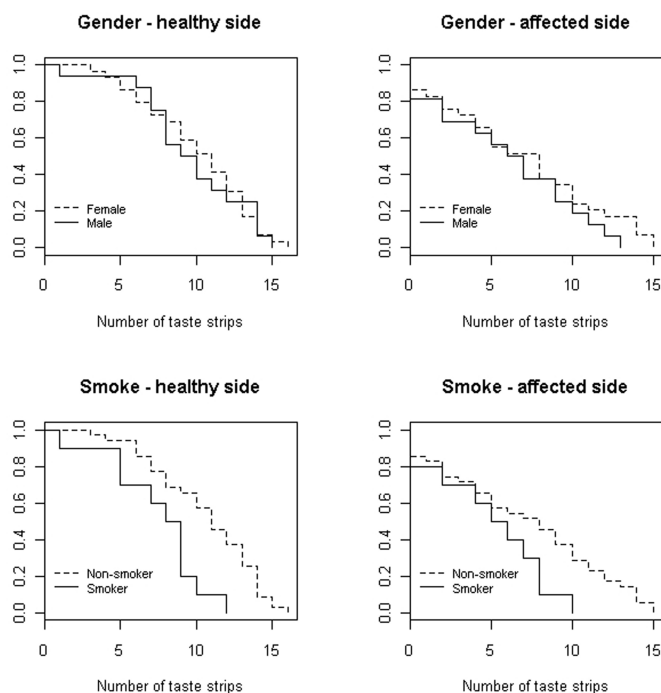 Gender - healthy side
1.0
0.8
0.6
0.4
0.2
0.0
Female
Male
0 5 10 15
Number of taste strips
Gender - affected side
1.0
0.8
0.6
0.4
0.2
0.0
Female
Male
0 5 10 15
Number of taste strips
Smoke - healthy side
1.0
0.8
0.6
0.4
0.2
0.0
Non-smoker
Smoker
0 5 10 15
Number of taste strips
Smoke - affected side
1.0
0.8
0.6
0.4
0.2
0.0
Non-smoker
Smoker
0 5 10 15
Number of taste strips